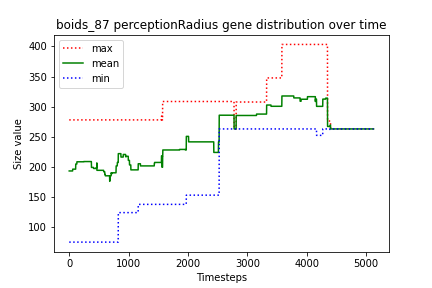 boids_87 perceptionRadius gene distribution over time
max
mean
min
Size value
400
350
300
250
200
150
100
0 1000 2000 3000 4000 5000
Timesteps